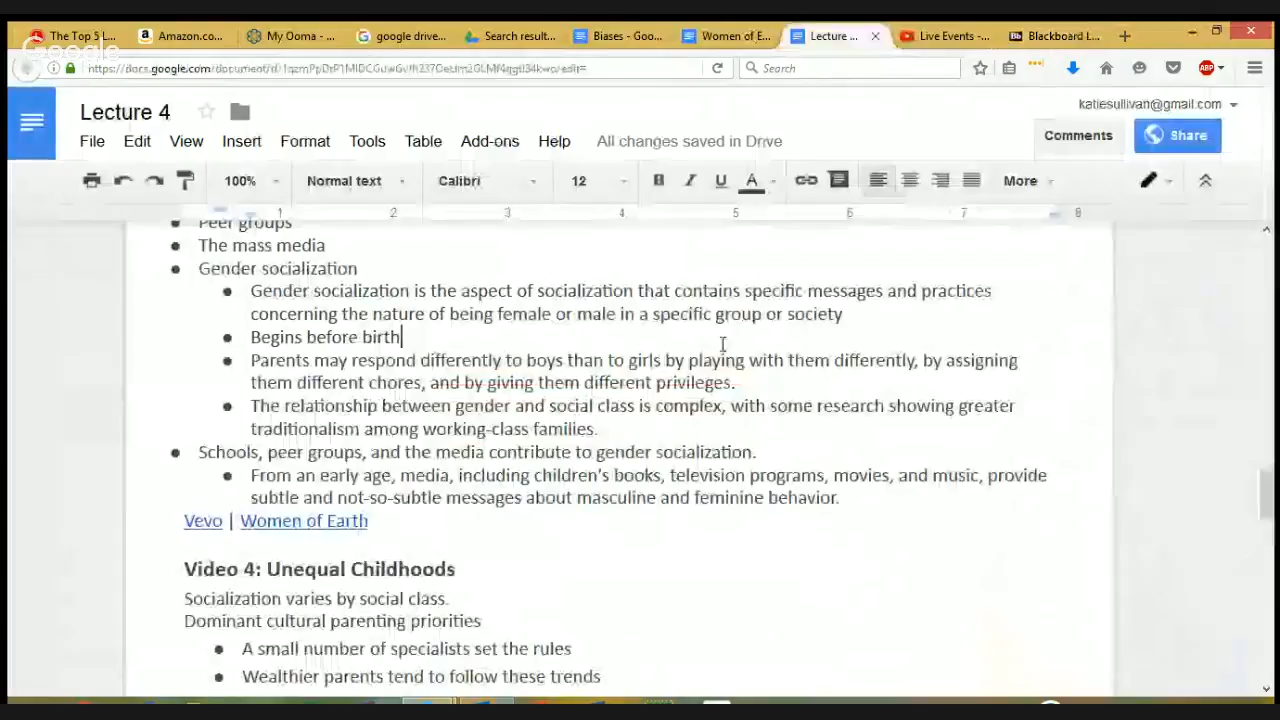 The Top 5 L...
Amazon.co...
My Ooma - ...
google drive...
Search result...
Biases - Goo...
Women of E...
Lecture ...
Live Events -...
Blackboard L...
Google
Search
ABP
Lecture 4
katiesullivan@gmail.com
File Edit View Insert Format Tools Table Add-ons Help All changes saved in Drive
Comments
Share
100% Normal text Calibri 12 B I U A More
1 2 3 4 5 6 7 8
● Peer groups
● The mass media
● Gender socialization
● Gender socialization is the aspect of socialization that contains specific messages and practices
concerning the nature of being female or male in a specific group or society
● Begins before birth
● Parents may respond differently to boys than to girls by playing with them differently, by assigning
them different chores, and by giving them different privileges.
● The relationship between gender and social class is complex, with some research showing greater
traditionalism among working-class families.
● Schools, peer groups, and the media contribute to gender socialization.
● From an early age, media, including children's books, television programs, movies, and music, provide
subtle and not-so-subtle messages about masculine and feminine behavior.
Vevo | Women of Earth
Video 4: Unequal Childhoods
Socialization varies by social class.
Dominant cultural parenting priorities
● A small number of specialists set the rules
● Wealthier parents tend to follow these trends